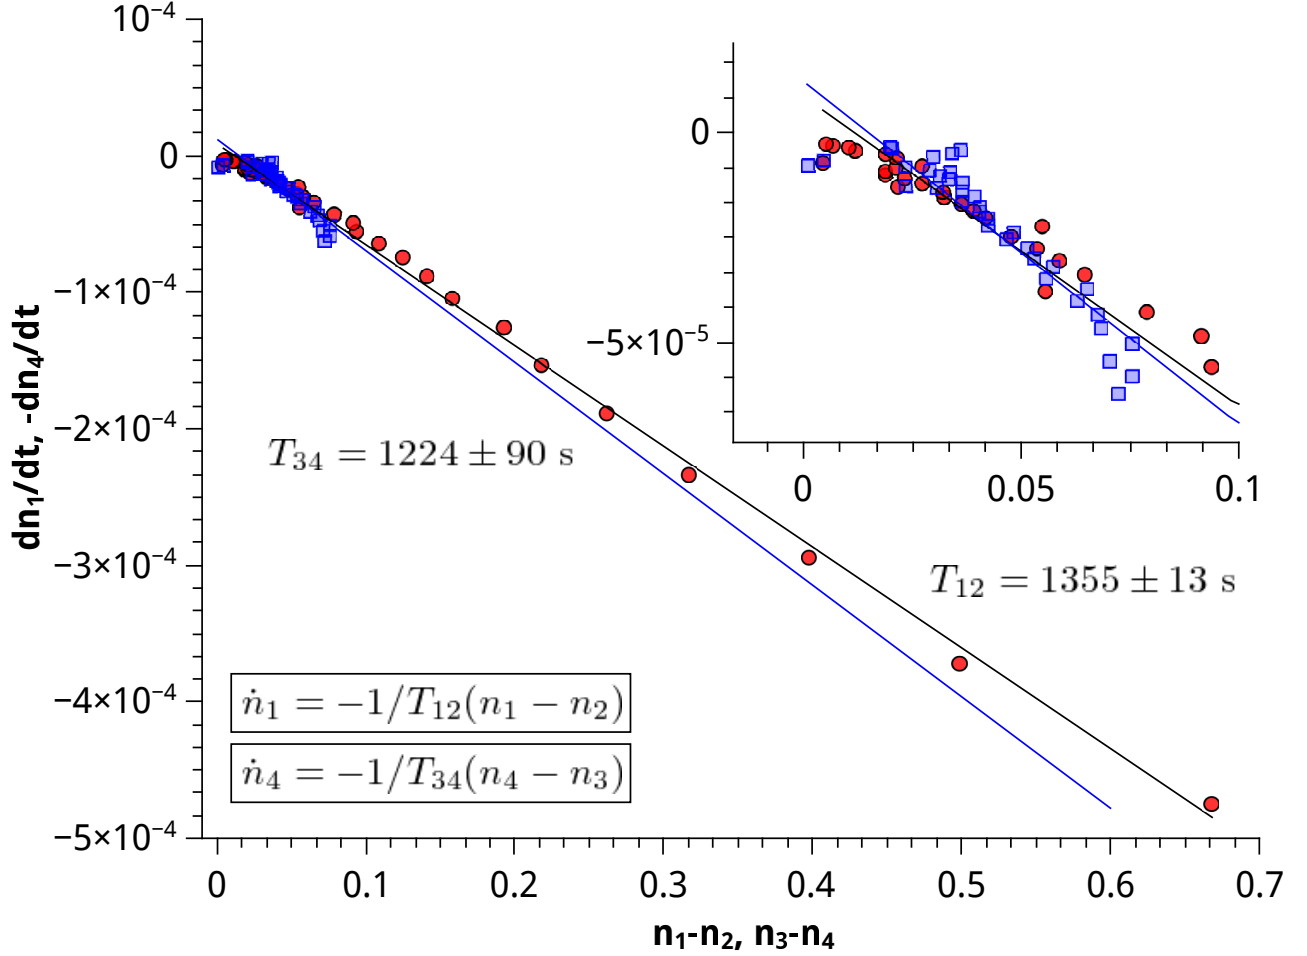 10⁻⁴
0
−1×10⁻⁴
−2×10⁻⁴
−3×10⁻⁴
−4×10⁻⁴
−5×10⁻⁴
dn₁/dt, -dn₄/dt
0
−5×10⁻⁵
0 0.05 0.1
T₃₄ = 1224 ± 90 s
T₁₂ = 1355 ± 13 s
ṅ₁ = −1/T₁₂(n₁ − n₂)
ṅ₄ = −1/T₃₄(n₄ − n₃)
0 0.1 0.2 0.3 0.4 0.5 0.6 0.7
n₁-n₂, n₃-n₄